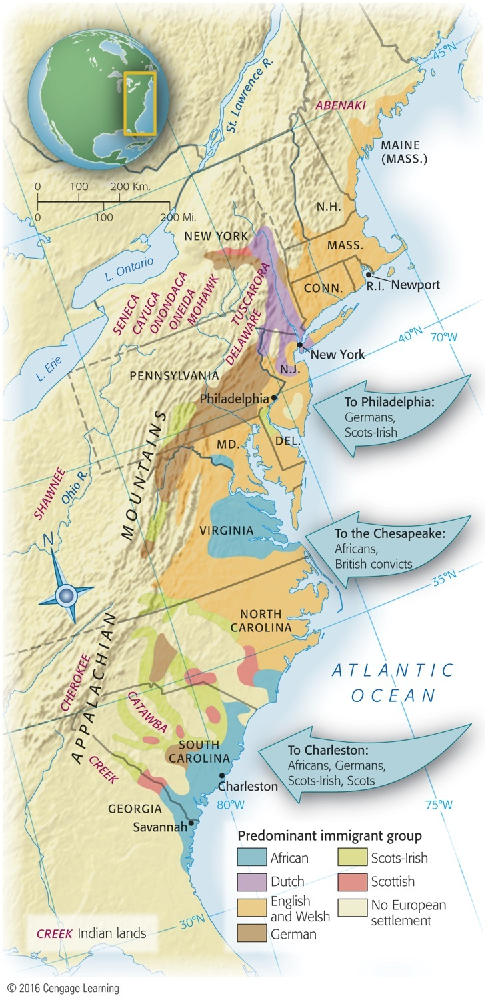 45°N
St. Lawrence R.
ABENAKI
MAINE
(MASS.)
0 100 200 Km.
0 100 200 Mi.
N.H.
NEW YORK
MASS.
L. Ontario
CONN.
R.I.
Newport
SENECA
CAYUGA
ONONDAGA
ONEIDA
MOHAWK
TUSCARORA
DELAWARE
40°N
70°W
New York
L. Erie
N.J.
PENNSYLVANIA
Philadelphia
To Philadelphia:
Germans,
Scots-Irish
MD.
DEL.
SHAWNEE
Ohio R.
APPALACHIAN MOUNTAINS
VIRGINIA
To the Chesapeake:
Africans,
British convicts
N
35°N
NORTH
CAROLINA
ATLANTIC
OCEAN
CHEROKEE
CATAWBA
SOUTH
CAROLINA
To Charleston:
Africans, Germans,
Scots-Irish, Scots
CREEK
Charleston
GEORGIA
80°W
75°W
Savannah
Predominant immigrant group
African
Dutch
English
and Welsh
German
Scots-Irish
Scottish
No European
settlement
30°N
CREEK Indian lands
© 2016 Cengage Learning